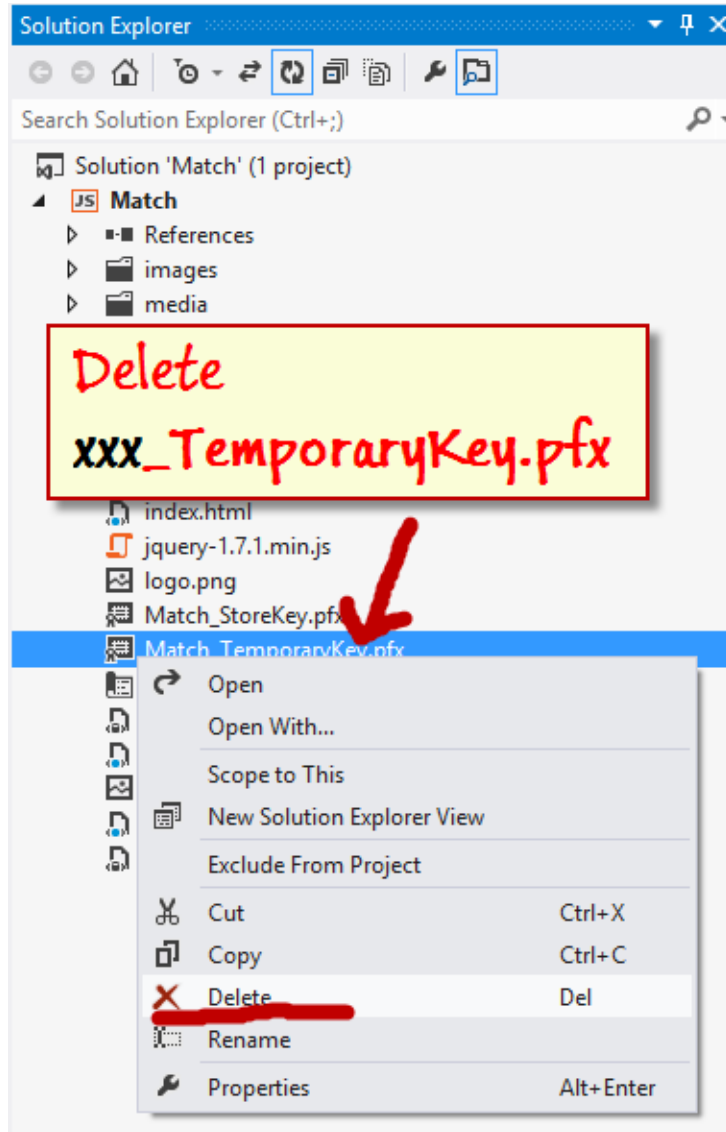 Solution Explorer
Search Solution Explorer (Ctrl+;)
Solution 'Match' (1 project)
JS Match
References
images
media
Delete
xxx_TemporaryKey.pfx
index.html
jquery-1.7.1.min.js
logo.png
Match_StoreKey.pfx
Match_TemporaryKey.pfx
Open
Open With...
Scope to This
New Solution Explorer View
Exclude From Project
Cut Ctrl+X
Copy Ctrl+C
Delete Del
Rename
Properties Alt+Enter